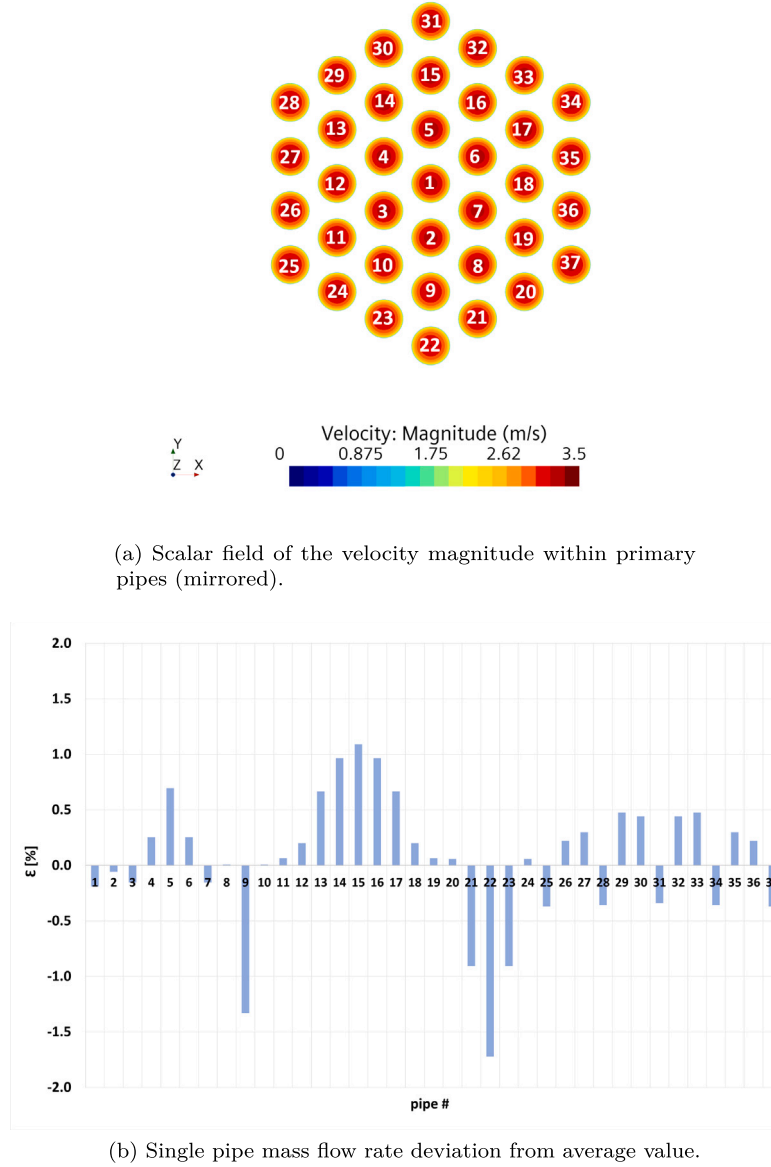 31
30 32
29 15 33
28 14 16 34
13 5 17
27 4 6 35
12 1 18
26 3 7 36
11 2 19
25 10 8 37
24 9 20
23 21
22
Velocity: Magnitude (m/s)
0 0.875 1.75 2.62 3.5
Y
Z X
(a) Scalar field of the velocity magnitude within primary
pipes (mirrored).
2.0
1.5
1.0
0.5
0.0
1 2 3 4 5 6 7 8 9 10 11 12 13 14 15 16 17 18 19 20 21 22 23 24 25 26 27 28 29 30 31 32 33 34 35 36
-0.5
-1.0
-1.5
-2.0
ε [%]
pipe #
(b) Single pipe mass flow rate deviation from average value.